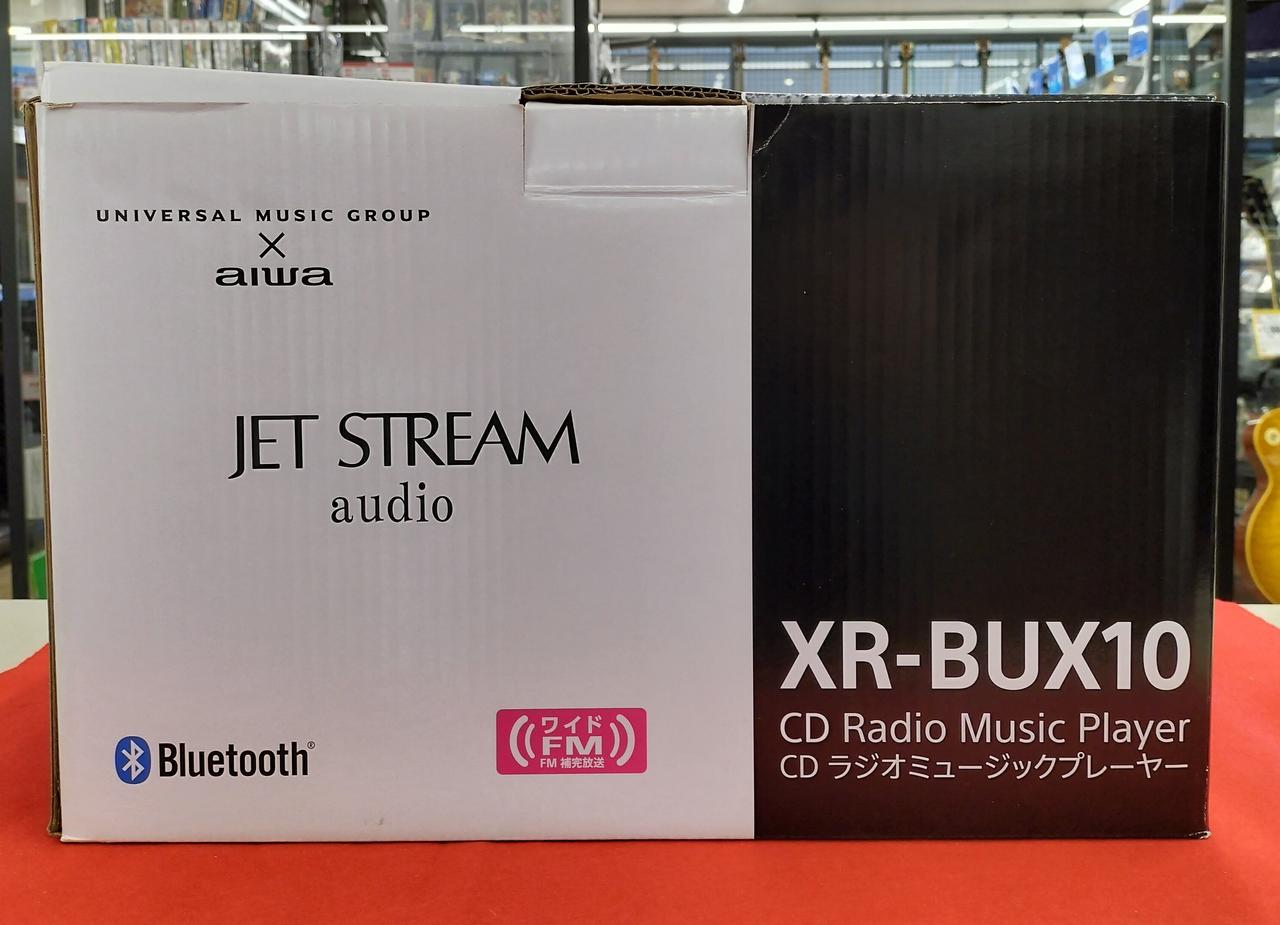 UNIVERSAL MUSIC GROUP
×
aiwa
JET STREAM
audio
Bluetooth®
ワイド
FM
FM 補完放送
XR-BUX10
CD Radio Music Player
CD ラジオミュージックプレーヤー